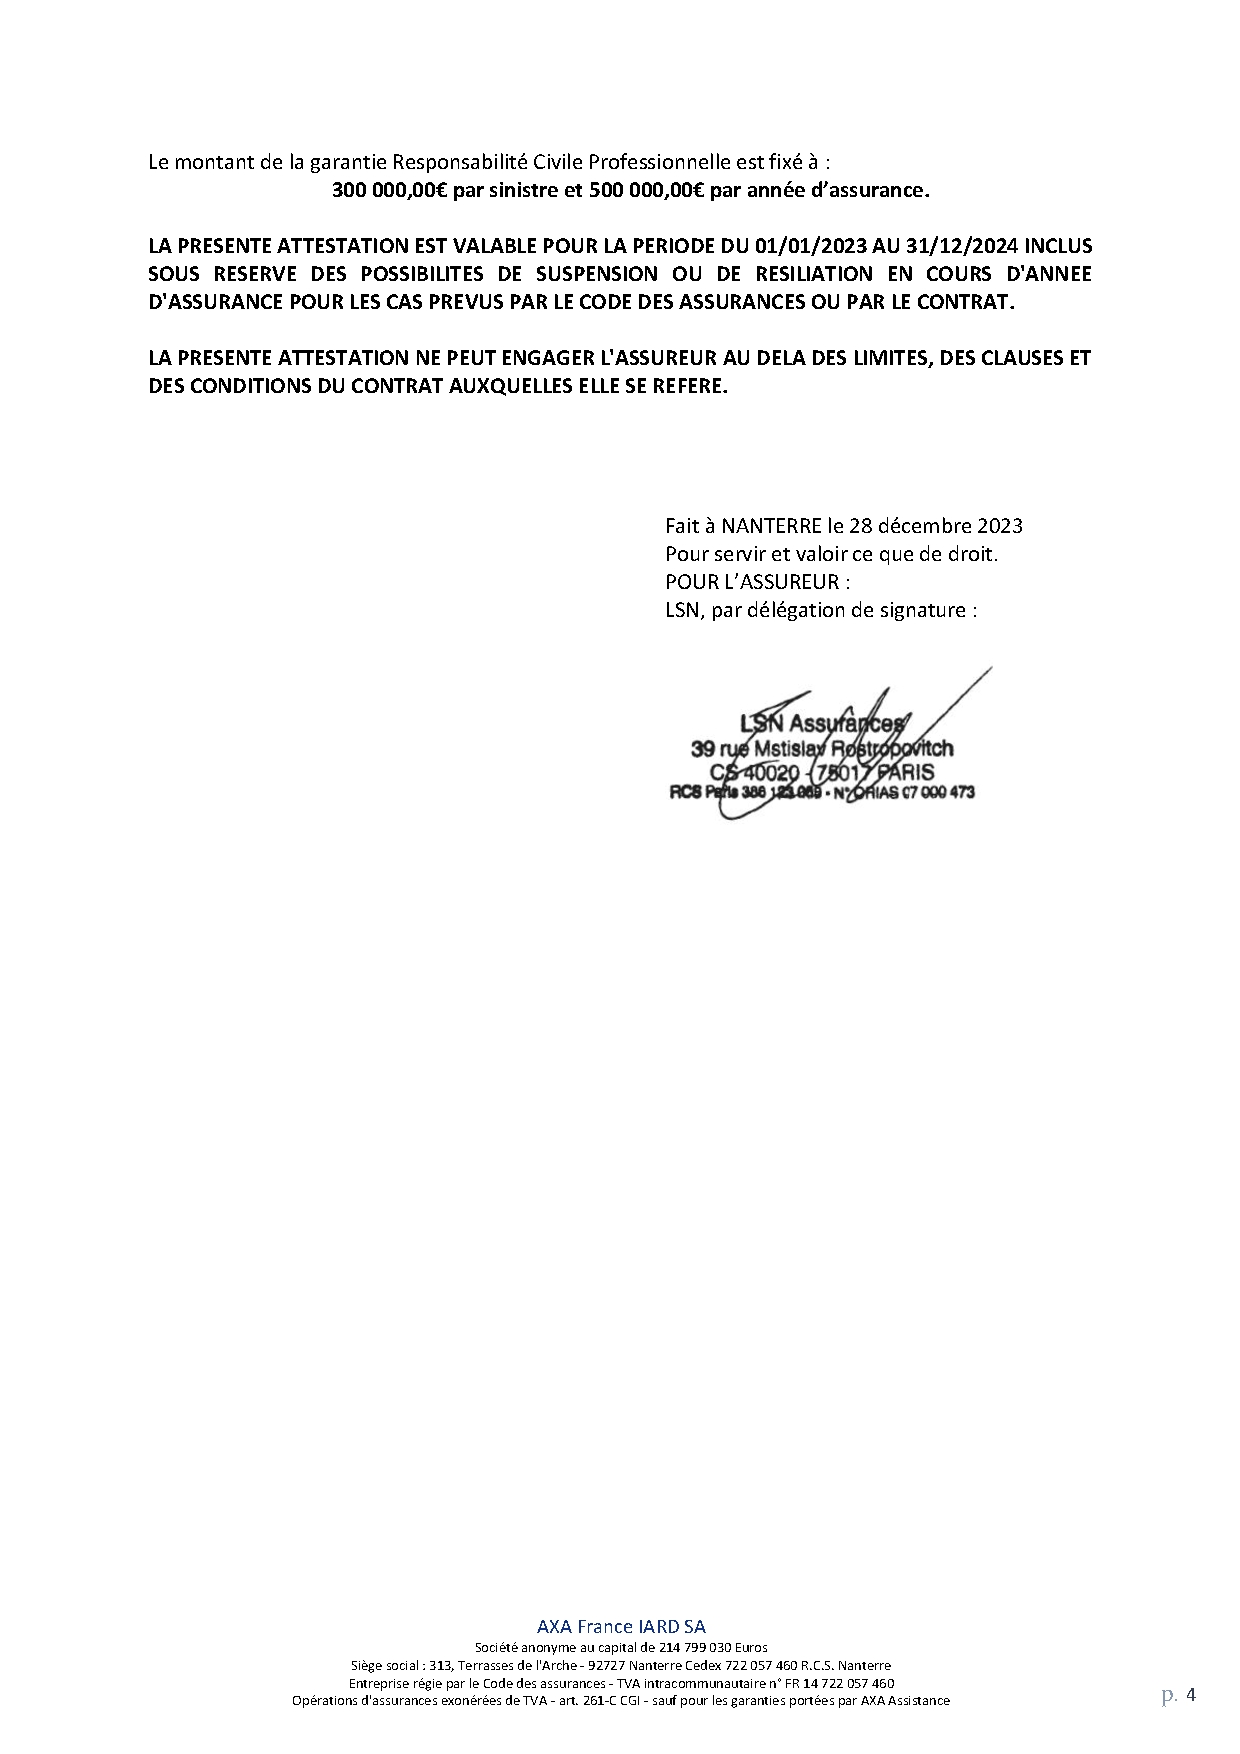 Le montant de la garantie Responsabilité Civile Professionnelle est fixé à :
300 000,00€ par sinistre et 500 000,00€ par année d’assurance.
LA PRESENTE ATTESTATION EST VALABLE POUR LA PERIODE DU 01/01/2023 AU 31/12/2024 INCLUS
SOUS RESERVE DES POSSIBILITES DE SUSPENSION OU DE RESILIATION EN COURS D'ANNEE
D'ASSURANCE POUR LES CAS PREVUS PAR LE CODE DES ASSURANCES OU PAR LE CONTRAT.
LA PRESENTE ATTESTATION NE PEUT ENGAGER L'ASSUREUR AU DELA DES LIMITES, DES CLAUSES ET
DES CONDITIONS DU CONTRAT AUXQUELLES ELLE SE REFERE.
Fait à NANTERRE le 28 décembre 2023
Pour servir et valoir ce que de droit.
POUR L’ASSUREUR :
LSN, par délégation de signature :
LSN Assurances
39 rue Mstislav Rostropovitch
CS 40020 - 75017 PARIS
RCS Paris - N° ORIAS 07 000 473
AXA France IARD SA
Société anonyme au capital de 214 799 030 Euros
Siège social : 313, Terrasses de l'Arche - 92727 Nanterre Cedex 722 057 460 R.C.S. Nanterre
Entreprise régie par le Code des assurances - TVA intracommunautaire n° FR 14 722 057 460
Opérations d'assurances exonérées de TVA - art. 261-C CGI - sauf pour les garanties portées par AXA Assistance
p. 4